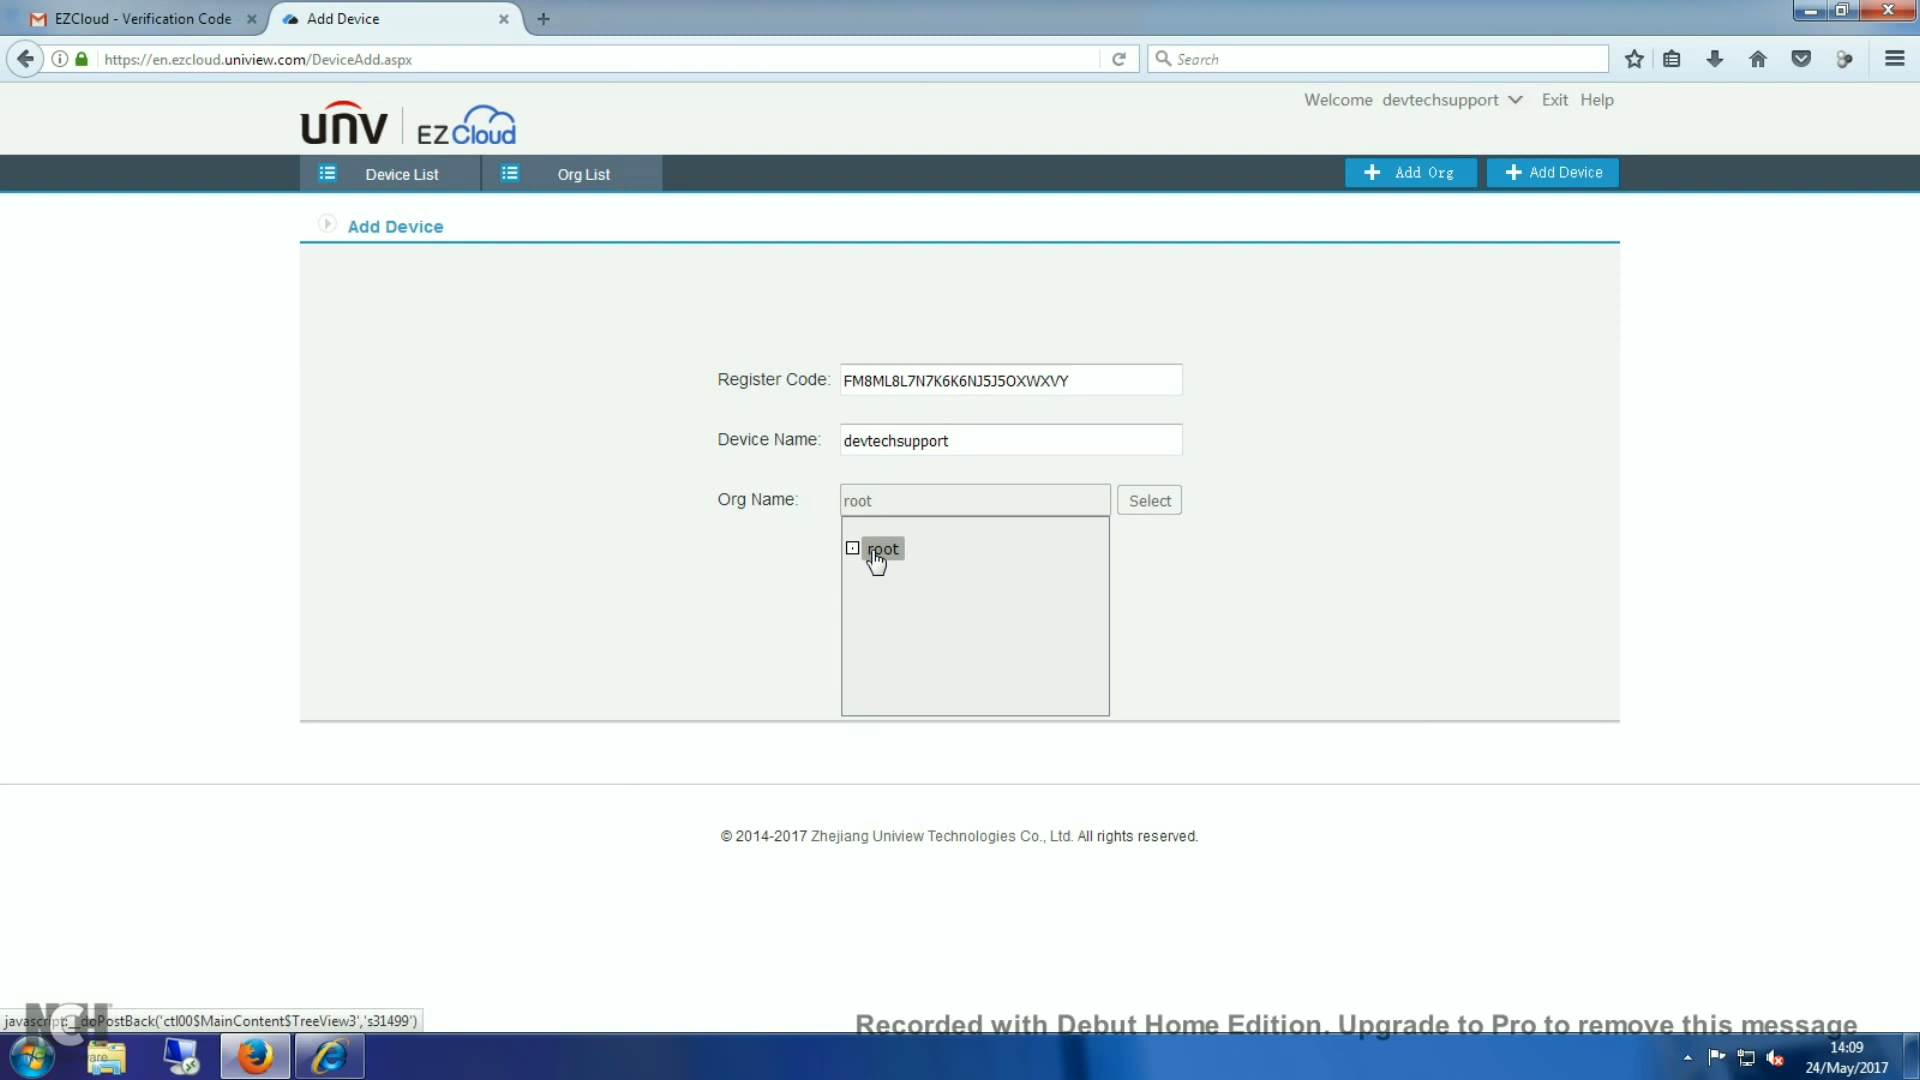 EZCloud - Verification Code
Add Device
https://en.ezcloud.uniview.com/DeviceAdd.aspx
Search
Welcome devtechsupport Exit Help
unv EZCloud
Device List
Org List
Add Org
Add Device
Add Device
Register Code: FM8ML8L7N7K6K6NJ5J5OXWXVY
Device Name: devtechsupport
Org Name: root Select
root
© 2014-2017 Zhejiang Uniview Technologies Co., Ltd. All rights reserved.
NCH
javascript:__doPostBack('ctl00$MainContent$TreeView3','s31499')
Recorded with Debut Home Edition. Upgrade to Pro to remove this message
14:09
24/May/2017